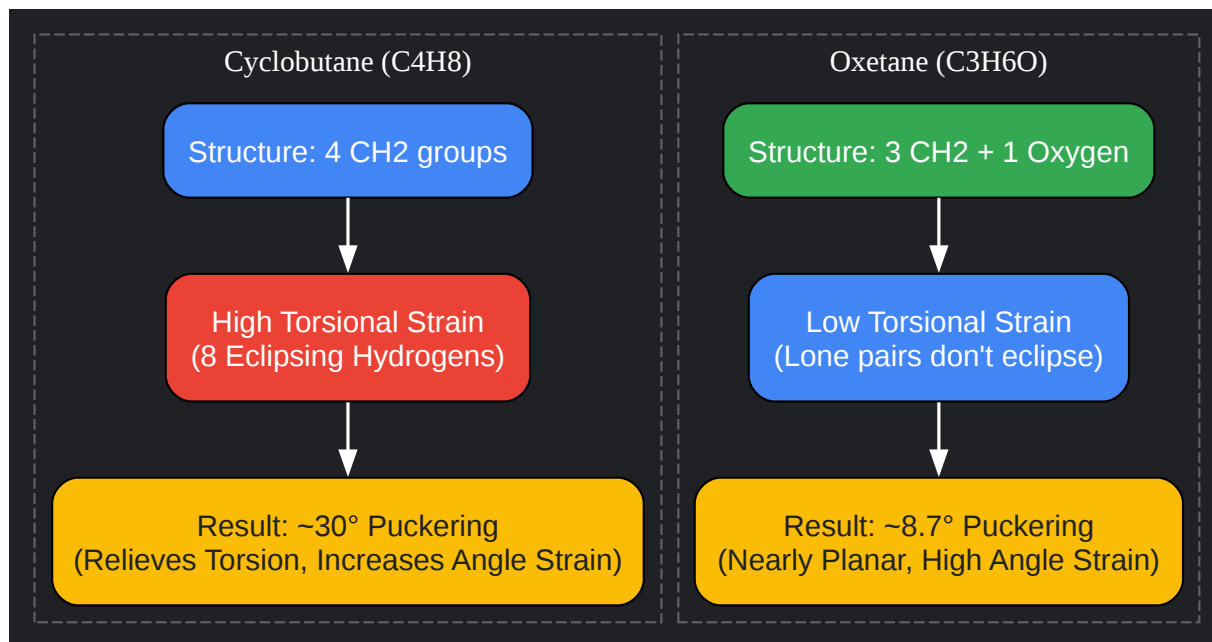 Cyclobutane (C4H8)
Structure: 4 CH2 groups
High Torsional Strain
(8 Eclipsing Hydrogens)
Result: ~30° Puckering
(Relieves Torsion, Increases Angle Strain)
Oxetane (C3H6O)
Structure: 3 CH2 + 1 Oxygen
Low Torsional Strain
(Lone pairs don't eclipse)
Result: ~8.7° Puckering
(Nearly Planar, High Angle Strain)